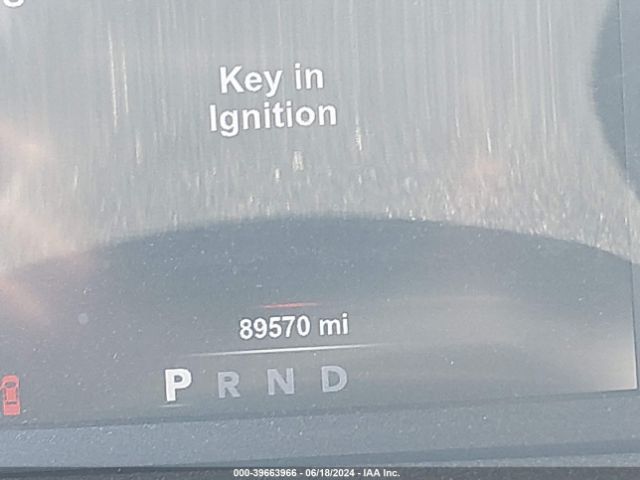 Key in
Ignition
89570 mi
P R N D
000-39663966 - 06/18/2024 - IAA Inc.